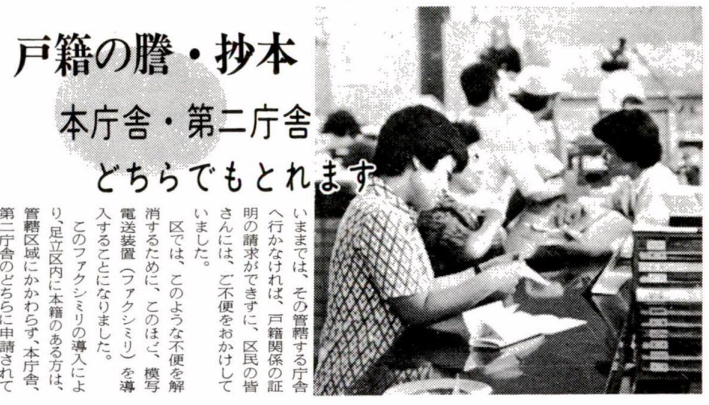 戸籍の謄・抄本
本庁舎・第二庁舎
どちらでもとれます
いままでは、その管轄する庁舎
へ行かなければ、戸籍関係の証
明の請求ができずに、区民の皆
さんには、ご不便をおかけして
いました。
区では、このような不便を解
消するために、このほど、模写
電送装置（ファクシミリ）を導
入することになりました。
このファクシミリの導入によ
り、足立区内に本籍のある方は、
管轄区域にかかわらず、本庁舎、
第二庁舎のどちらに申請されて